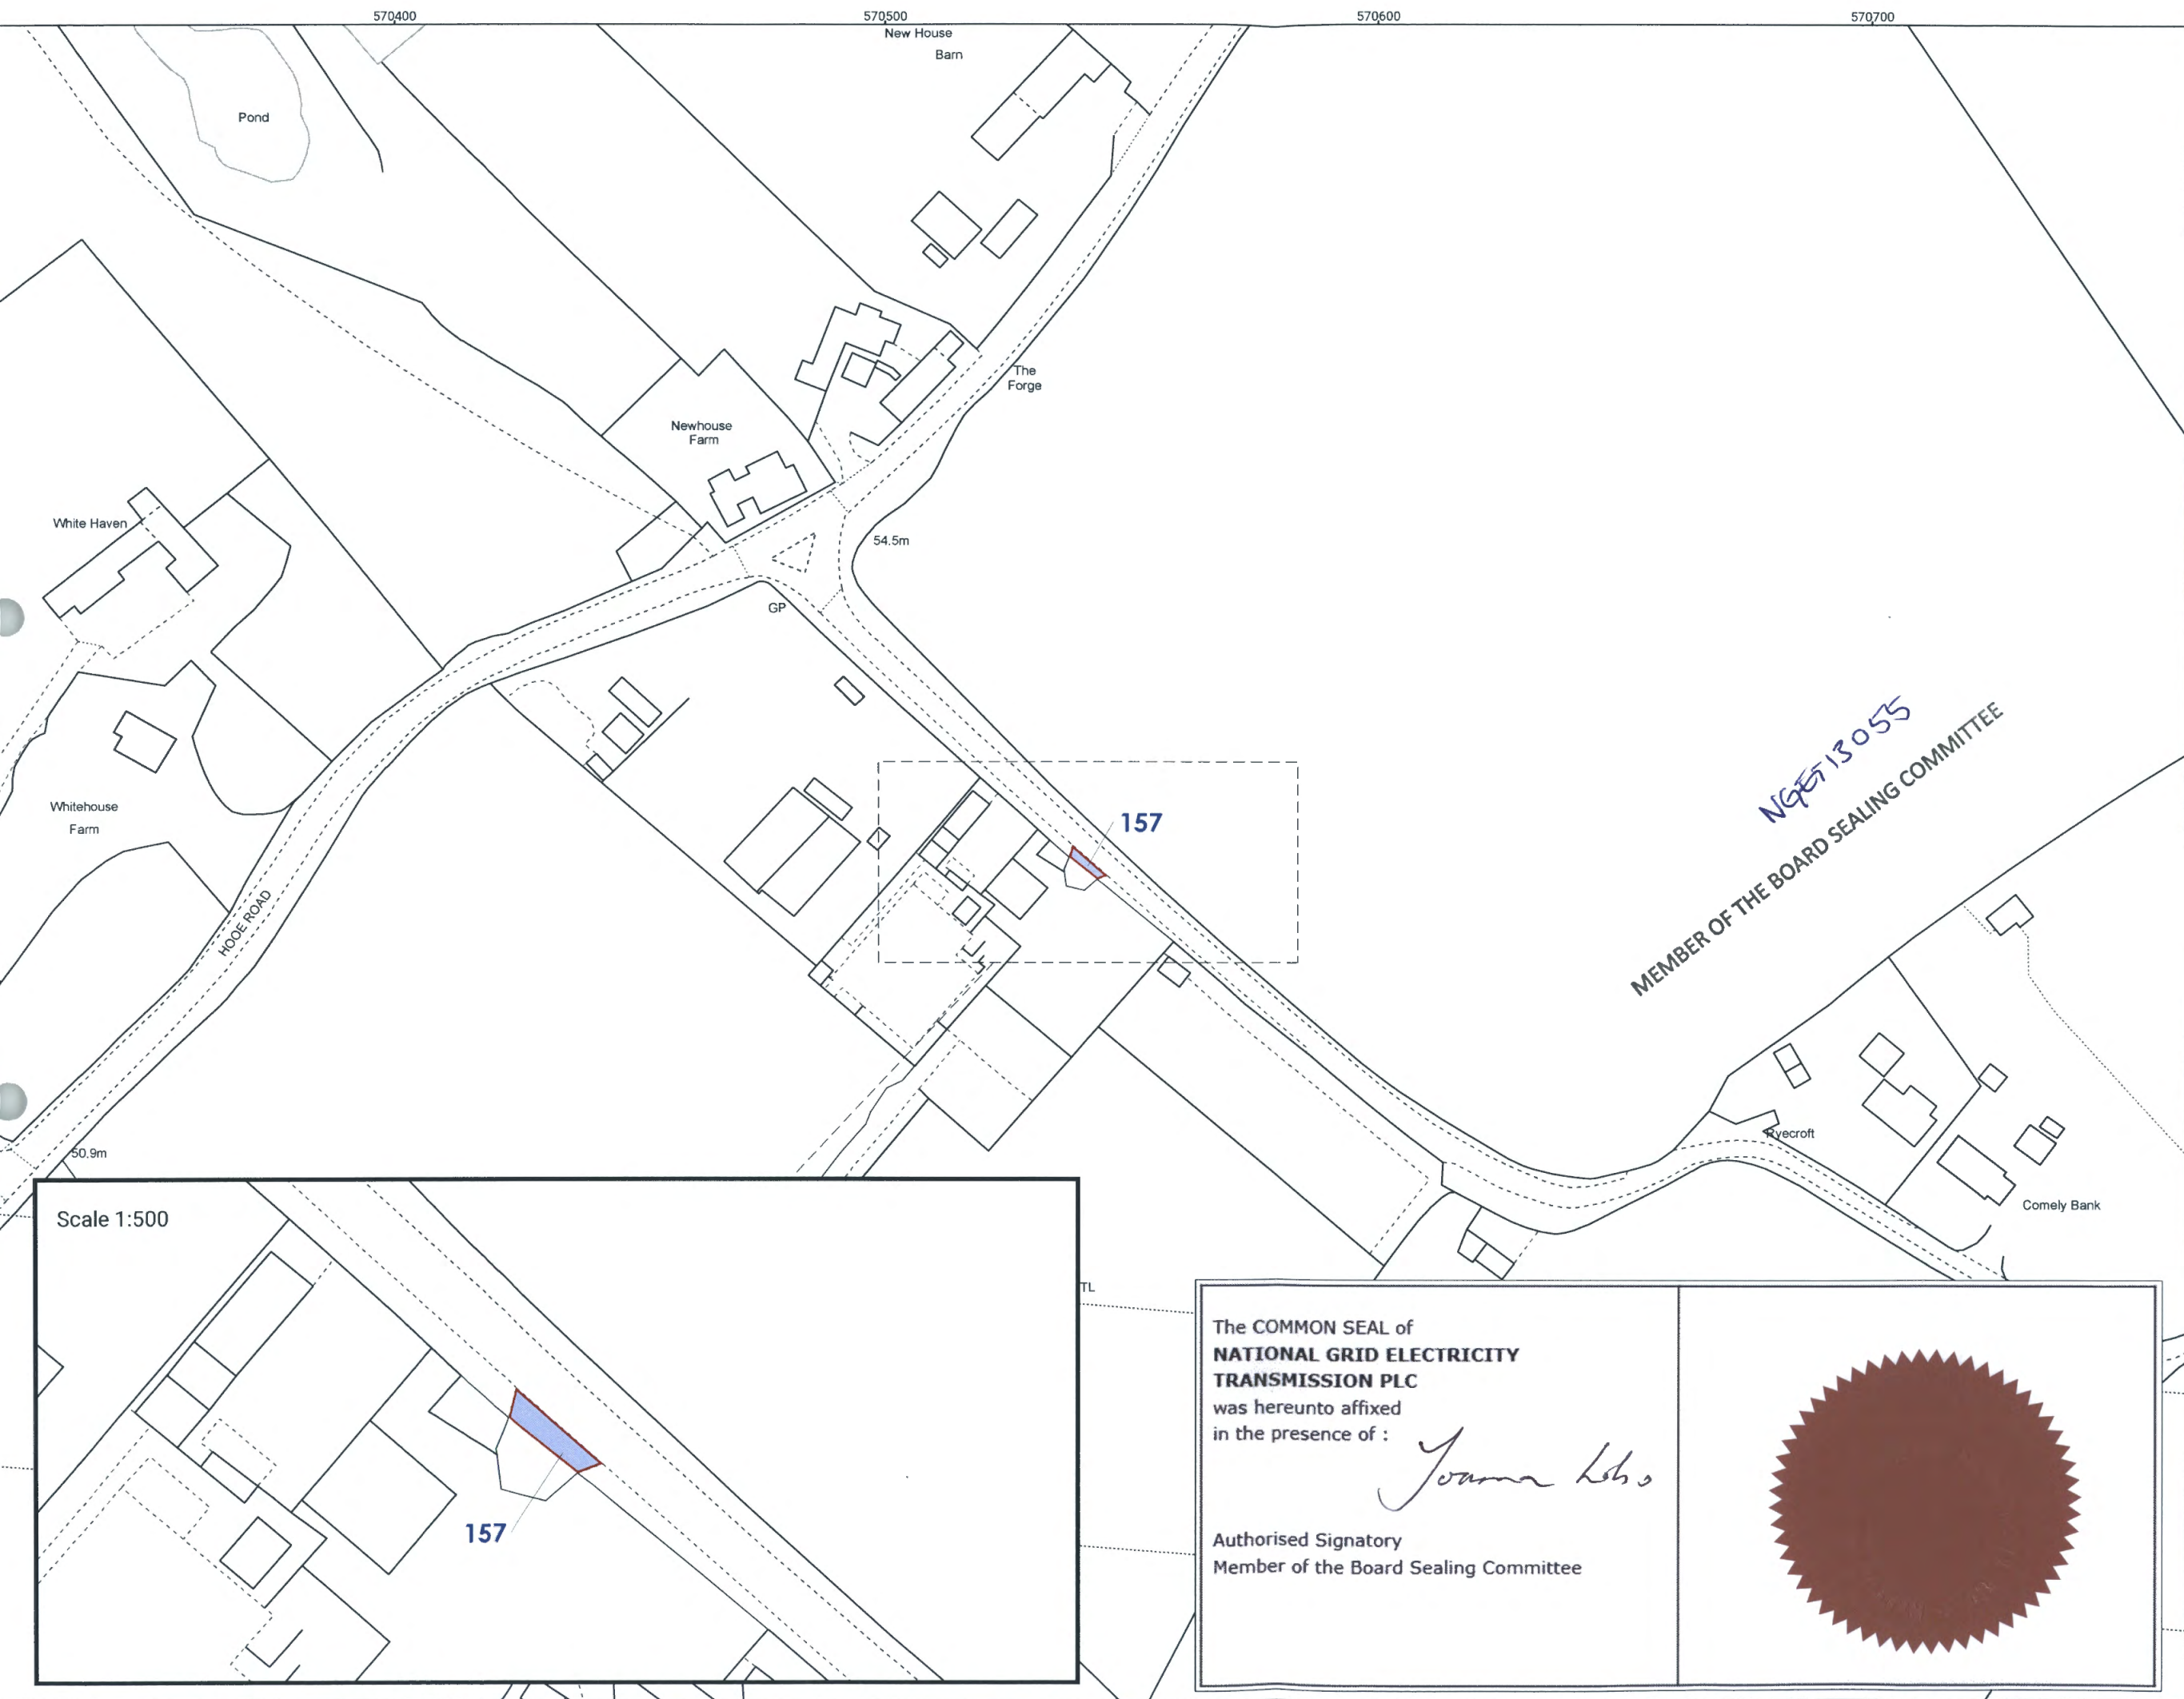 570400
570500
570600
570700
New House
Barn
Pond
The
Forge
Newhouse
Farm
White Haven
54.5m
GP
NGET13055
MEMBER OF THE BOARD SEALING COMMITTEE
Whitehouse
Farm
157
HOOE ROAD
Ryecroft
50.9m
Comely Bank
Scale 1:500
157
TL
The COMMON SEAL of
NATIONAL GRID ELECTRICITY
TRANSMISSION PLC
was hereunto affixed
in the presence of :
Authorised Signatory
Member of the Board Sealing Committee